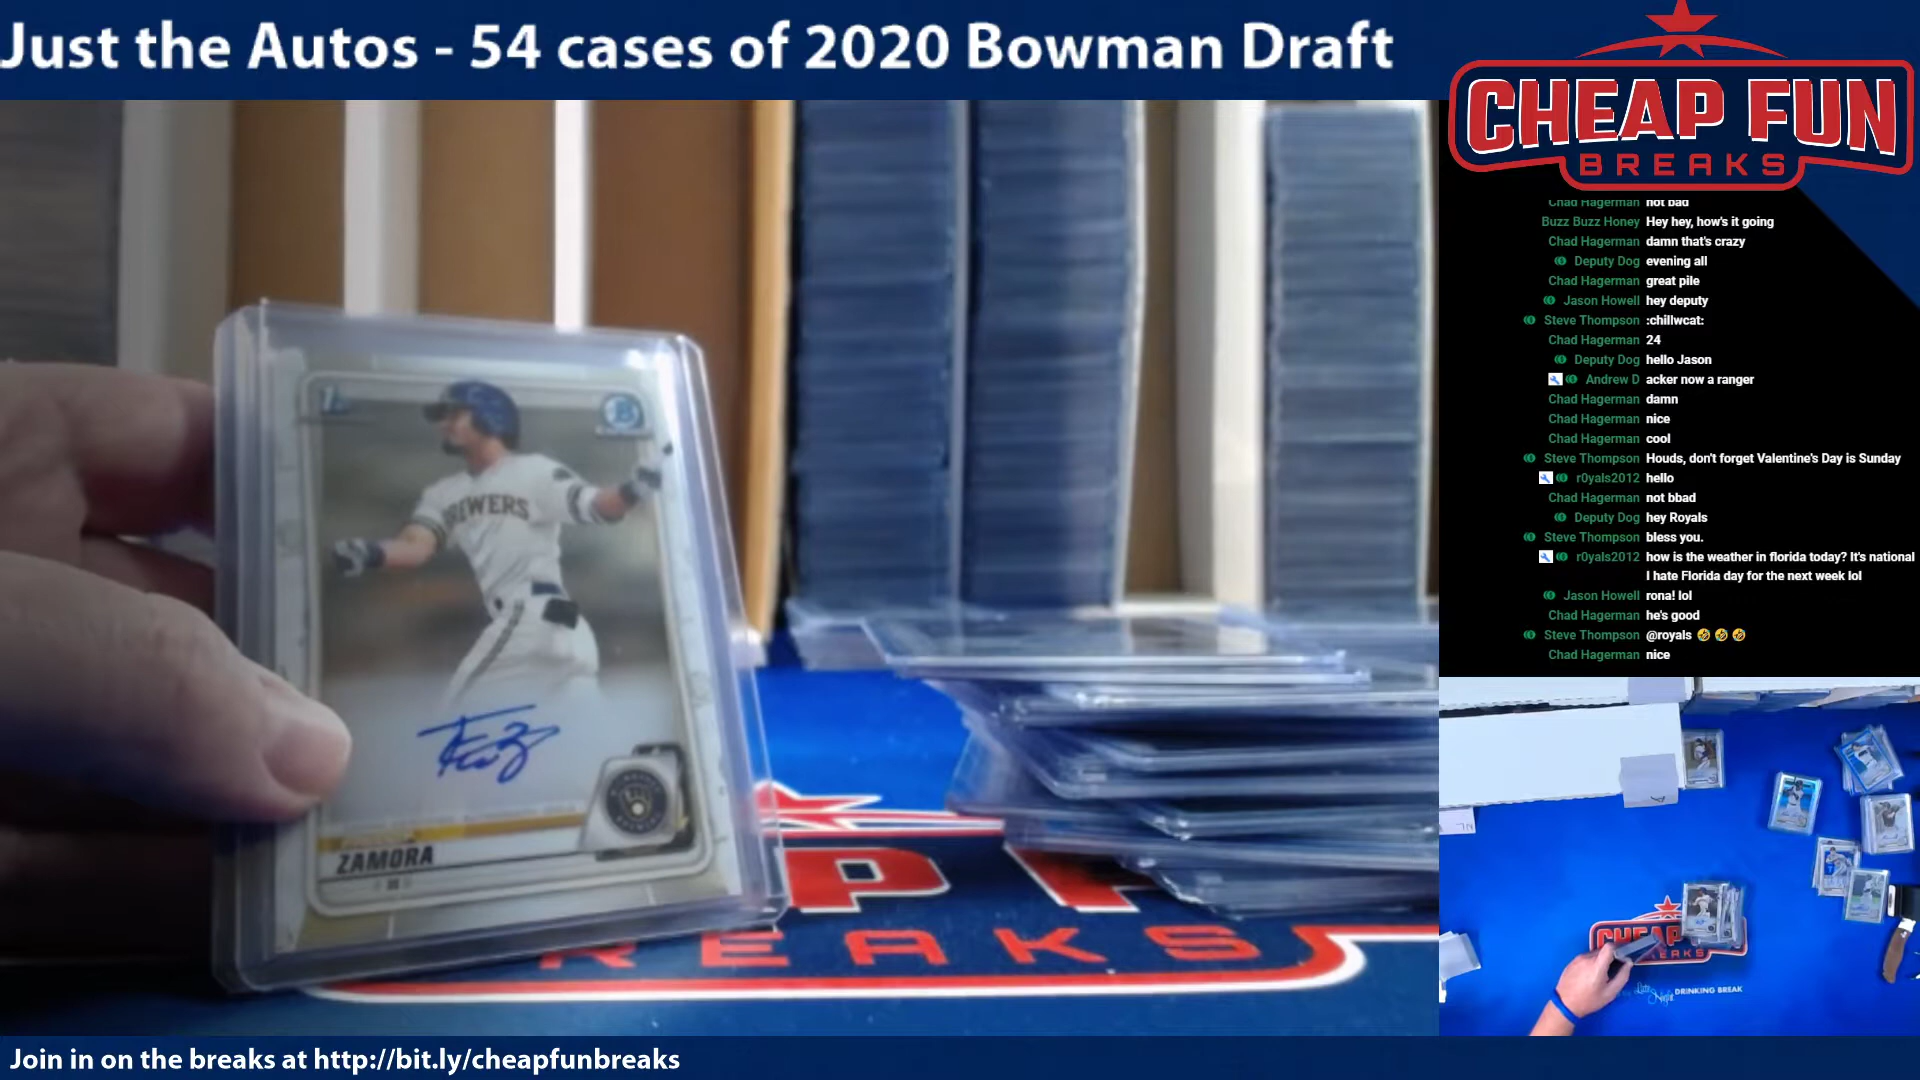 Just the Autos - 54 cases of 2020 Bowman Draft
CHEAP FUN
BREAKS
Chad Hagerman not bad
Buzz Buzz Honey Hey hey, how's it going
Chad Hagerman damn that's crazy
Deputy Dog evening all
Chad Hagerman great pile
Jason Howell hey deputy
Steve Thompson :chillwcat:
Chad Hagerman 24
Deputy Dog hello Jason
Andrew D acker now a ranger
Chad Hagerman damn
Chad Hagerman nice
Chad Hagerman cool
Steve Thompson Houds, don't forget Valentine's Day is Sunday
r0yals2012 hello
Chad Hagerman not bbad
Deputy Dog hey Royals
Steve Thompson bless you.
r0yals2012 how is the weather in florida today? It's national
I hate Florida day for the next week lol
Jason Howell rona! lol
Chad Hagerman he's good
Steve Thompson @royals 🤣 🤣 🤣
Chad Hagerman nice
BREWERS
ZAMORA
P F
REAKS
CHEAP
REAKS
DRINKING BREAK
Join in on the breaks at http://bit.ly/cheapfunbreaks